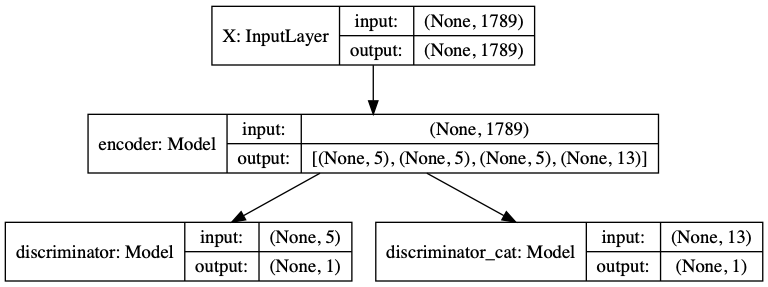 X: InputLayer
input: (None, 1789)
output: (None, 1789)
encoder: Model
input: (None, 1789)
output: [(None, 5), (None, 5), (None, 5), (None, 13)]
discriminator: Model
input: (None, 5)
output: (None, 1)
discriminator_cat: Model
input: (None, 13)
output: (None, 1)